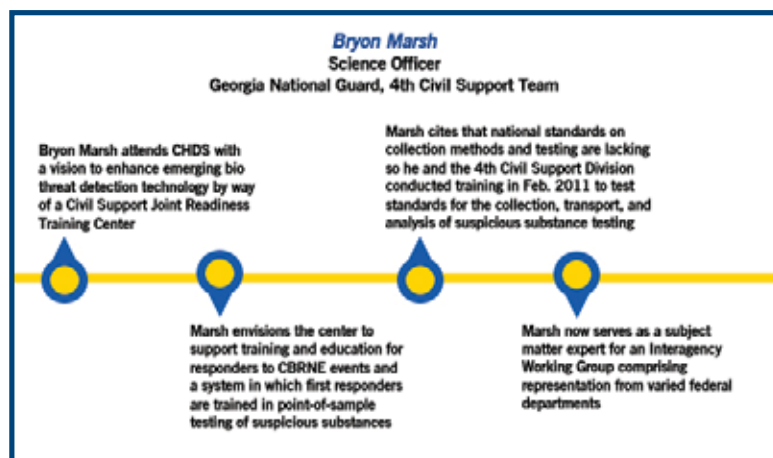 Bryon Marsh
Science Officer
Georgia National Guard, 4th Civil Support Team
Bryon Marsh attends CHDS with
a vision to enhance emerging bio
threat detection technology by way
of a Civil Support Joint Readiness
Training Center
Marsh envisions the center to
support training and education for
responders to CBRNE events and
a system in which first responders
are trained in point-of-sample
testing of suspicious substances
Marsh cites that national standards on
collection methods and testing are lacking
so he and the 4th Civil Support Division
conducted training in Feb. 2011 to test
standards for the collection, transport, and
analysis of suspicious substance testing
Marsh now serves as a subject
matter expert for an Interagency
Working Group comprising
representation from varied federal
departments